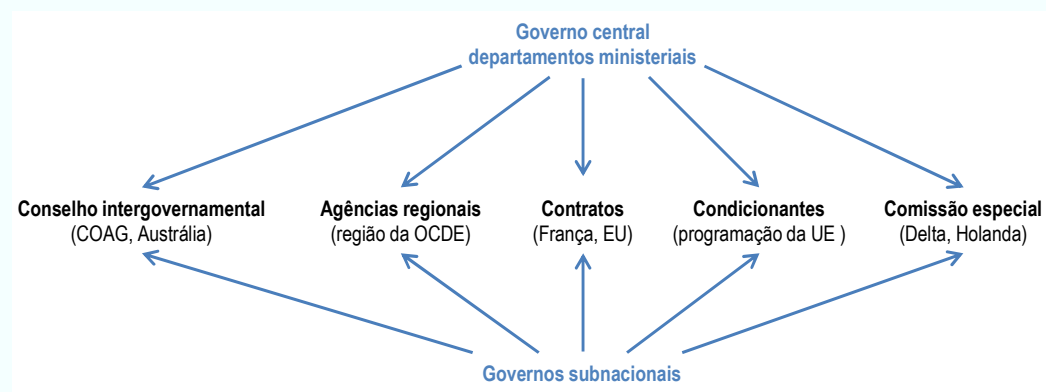 Governo central
departamentos ministeriais
Conselho intergovernamental
(COAG, Austrália)
Agências regionais
(região da OCDE)
Contratos
(França, EU)
Condicionantes
(programação da UE )
Comissão especial
(Delta, Holanda)
Governos subnacionais